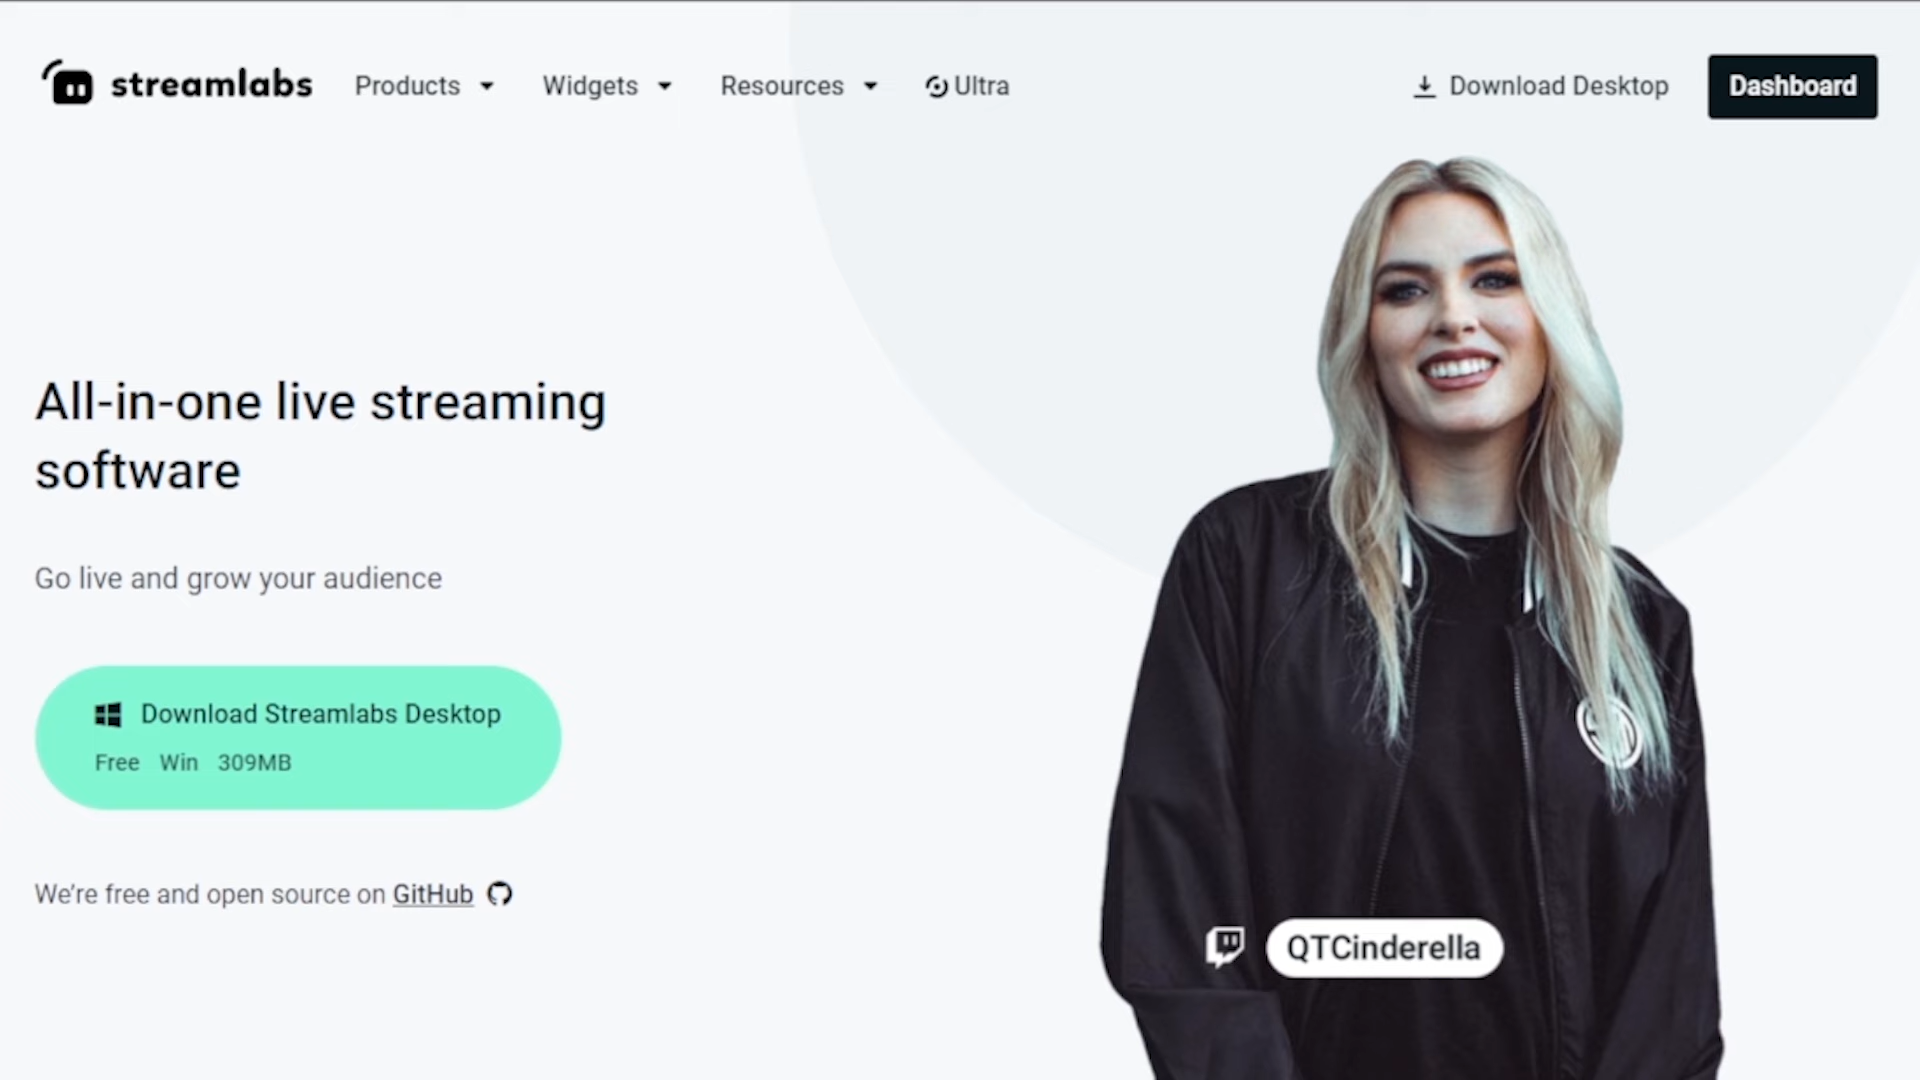 streamlabs
Products
Widgets
Resources
Ultra
Download Desktop
Dashboard
All-in-one live streaming
software
Go live and grow your audience
Download Streamlabs Desktop
Free Win 309MB
We're free and open source on GitHub
QTCinderella